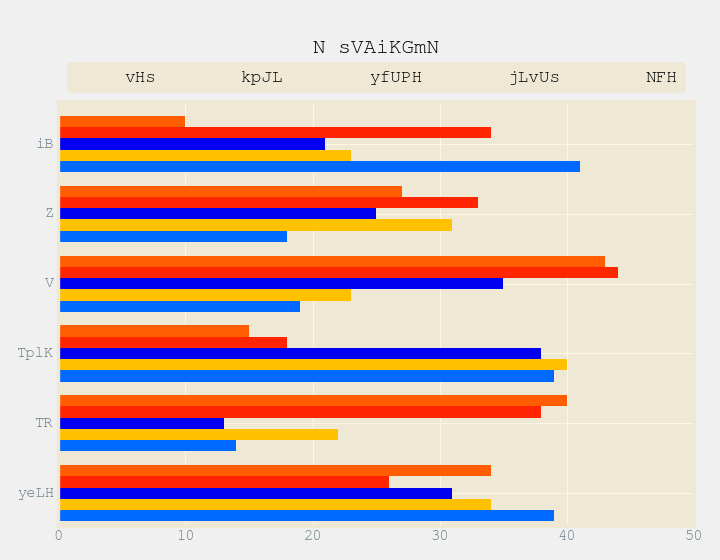 N sVAiKGmN
vHs kpJL yfUPH jLvUs NFH
iB
Z
V
TplK
TR
yeLH
0 10 20 30 40 50